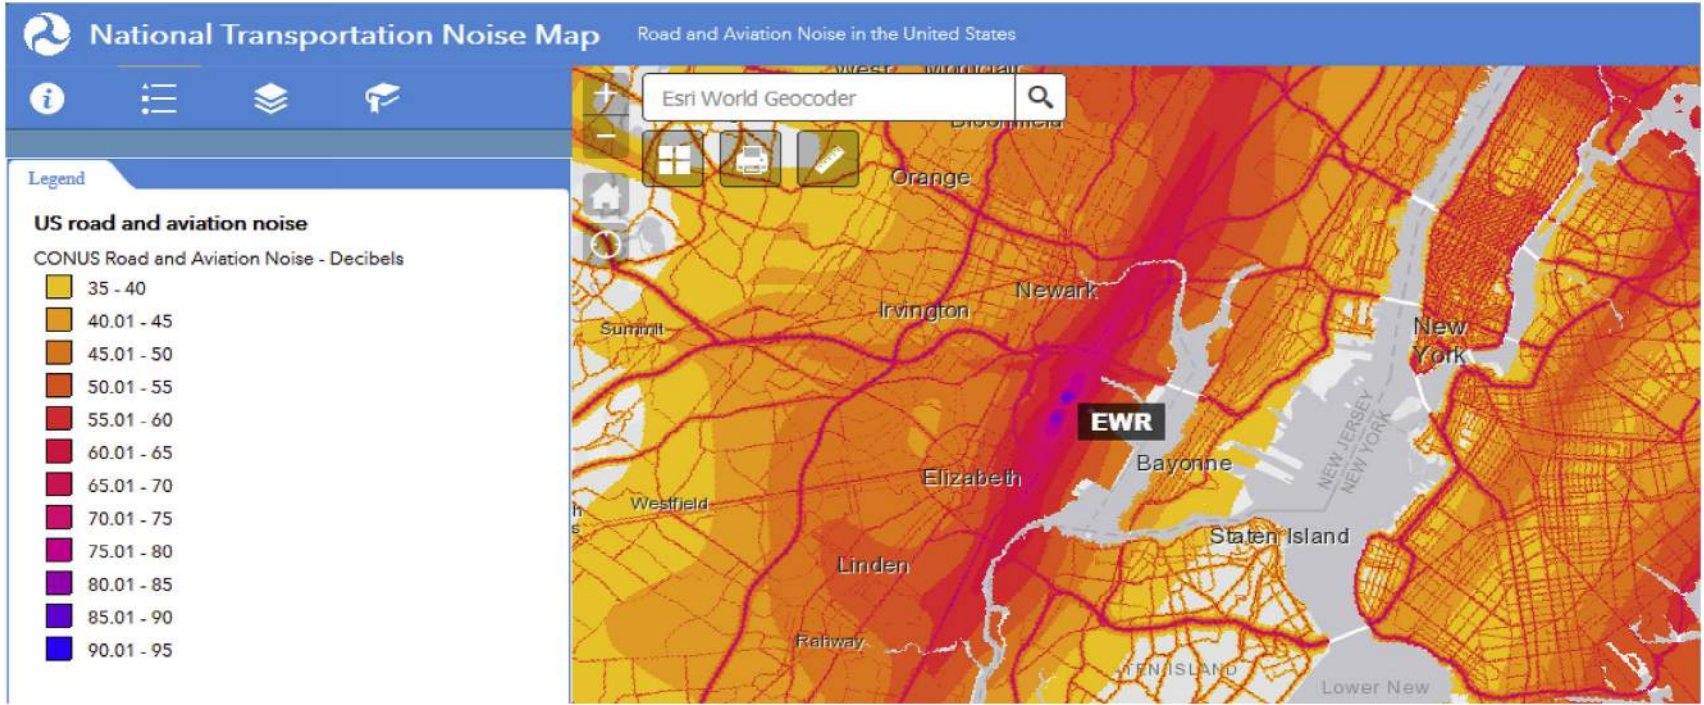 National Transportation Noise Map
Road and Aviation Noise in the United States
Esri World Geocoder
Legend
US road and aviation noise
CONUS Road and Aviation Noise - Decibels
35 - 40
40.01 - 45
45.01 - 50
50.01 - 55
55.01 - 60
60.01 - 65
65.01 - 70
70.01 - 75
75.01 - 80
80.01 - 85
85.01 - 90
90.01 - 95
West
Bloomfield
Orange
Newark
Irvington
Summit
New
York
EWR
NEW JERSEY
NEW YORK
Bayonne
Elizabeth
Westfield
h
s
Staten Island
Linden
Rahway
TEN ISLAND
Lower New